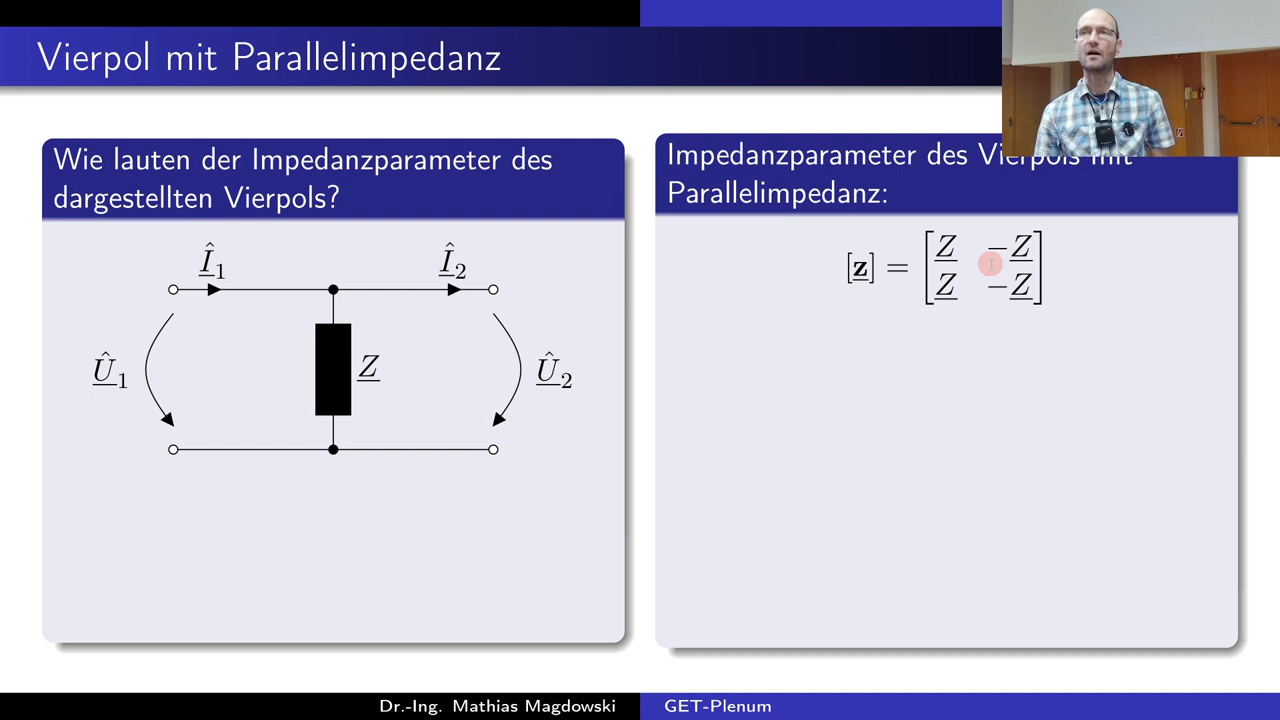 Vierpol mit Parallelimpedanz
Wie lauten der Impedanzparameter des
dargestellten Vierpols?
Î₁ Î₂
Û₁ Z Û₂
Impedanzparameter des Vierpols mit
Parallelimpedanz:
[z] = [Z −Z
Z −Z]
Dr.-Ing. Mathias Magdowski GET-Plenum